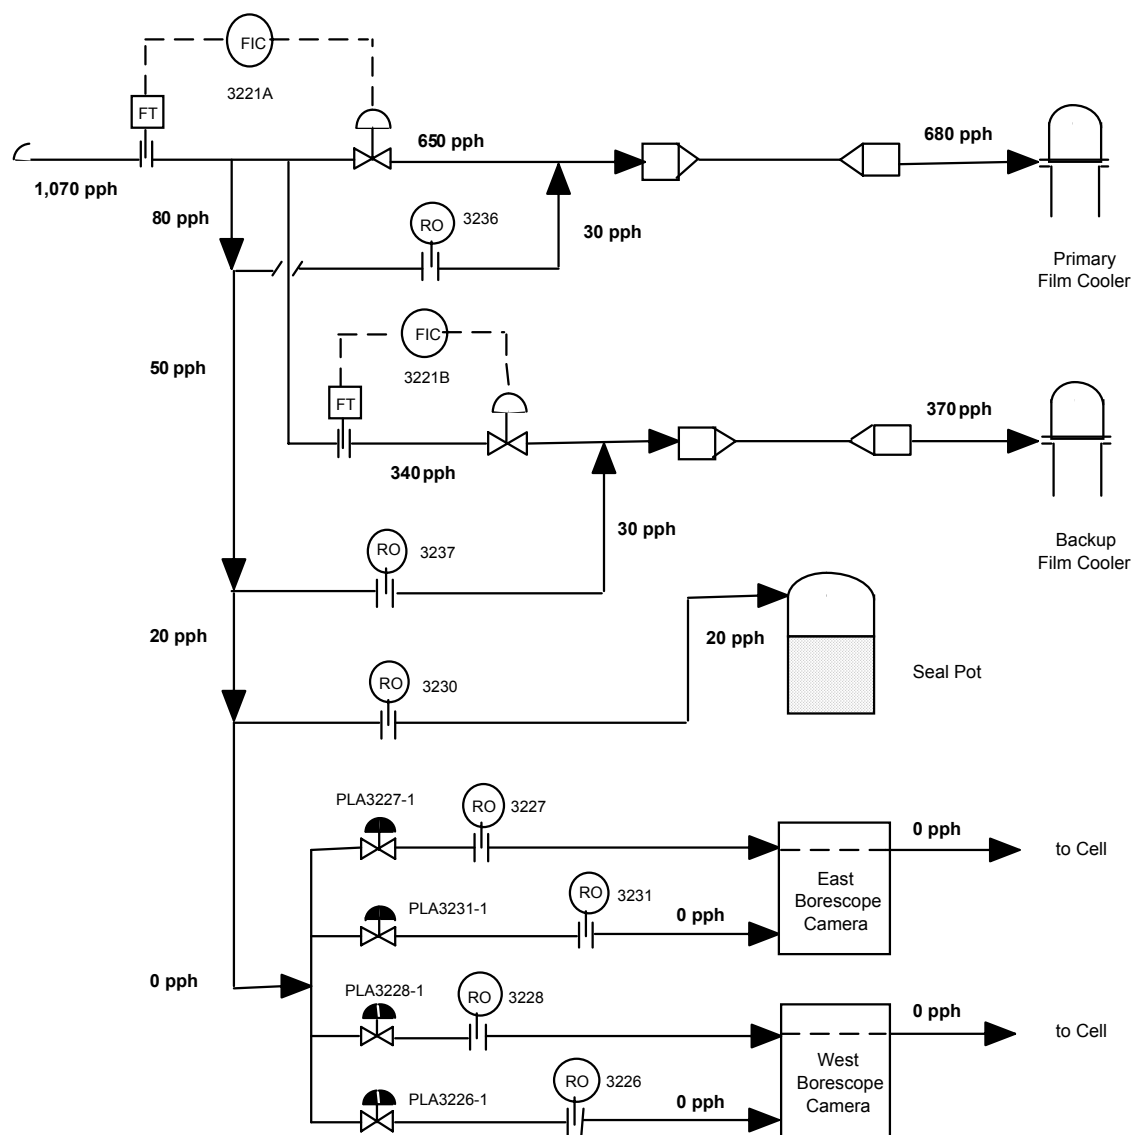 FIC
3221A
FT
650 pph
680 pph
1,070 pph
80 pph
RO
3236
30 pph
Primary
Film Cooler
FIC
50 pph
3221B
FT
370 pph
340 pph
30 pph
RO
3237
Backup
Film Cooler
20 pph
20 pph
RO
3230
Seal Pot
PLA3227-1
RO
3227
0 pph
to Cell
East
Borescope
Camera
PLA3231-1
RO
3231
0 pph
0 pph
PLA3228-1
RO
3228
0 pph
to Cell
West
Borescope
Camera
PLA3226-1
RO
3226
0 pph